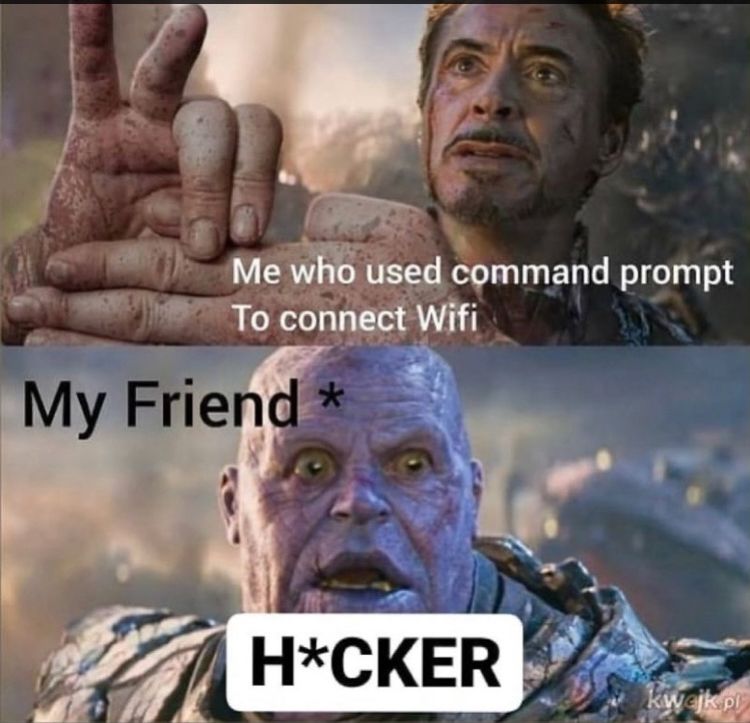 Me who used command prompt
To connect Wifi
My Friend *
H*CKER
kwejk.pl